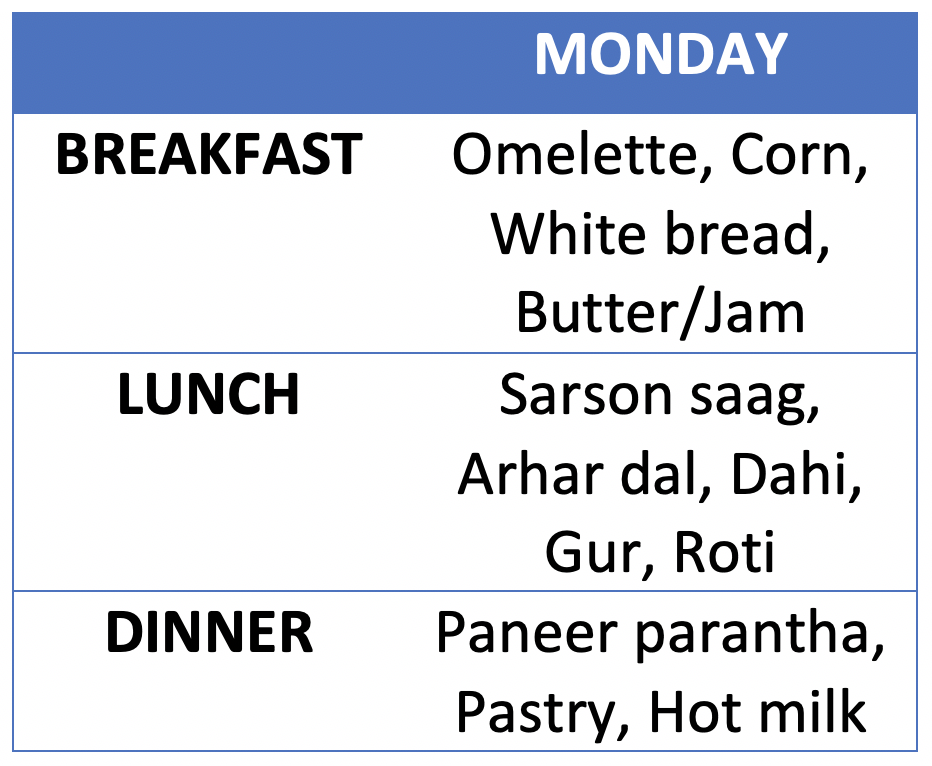 MONDAY
BREAKFAST
Omelette, Corn,
White bread,
Butter/Jam
LUNCH
Sarson saag,
Arhar dal, Dahi,
Gur, Roti
DINNER
Paneer parantha,
Pastry, Hot milk